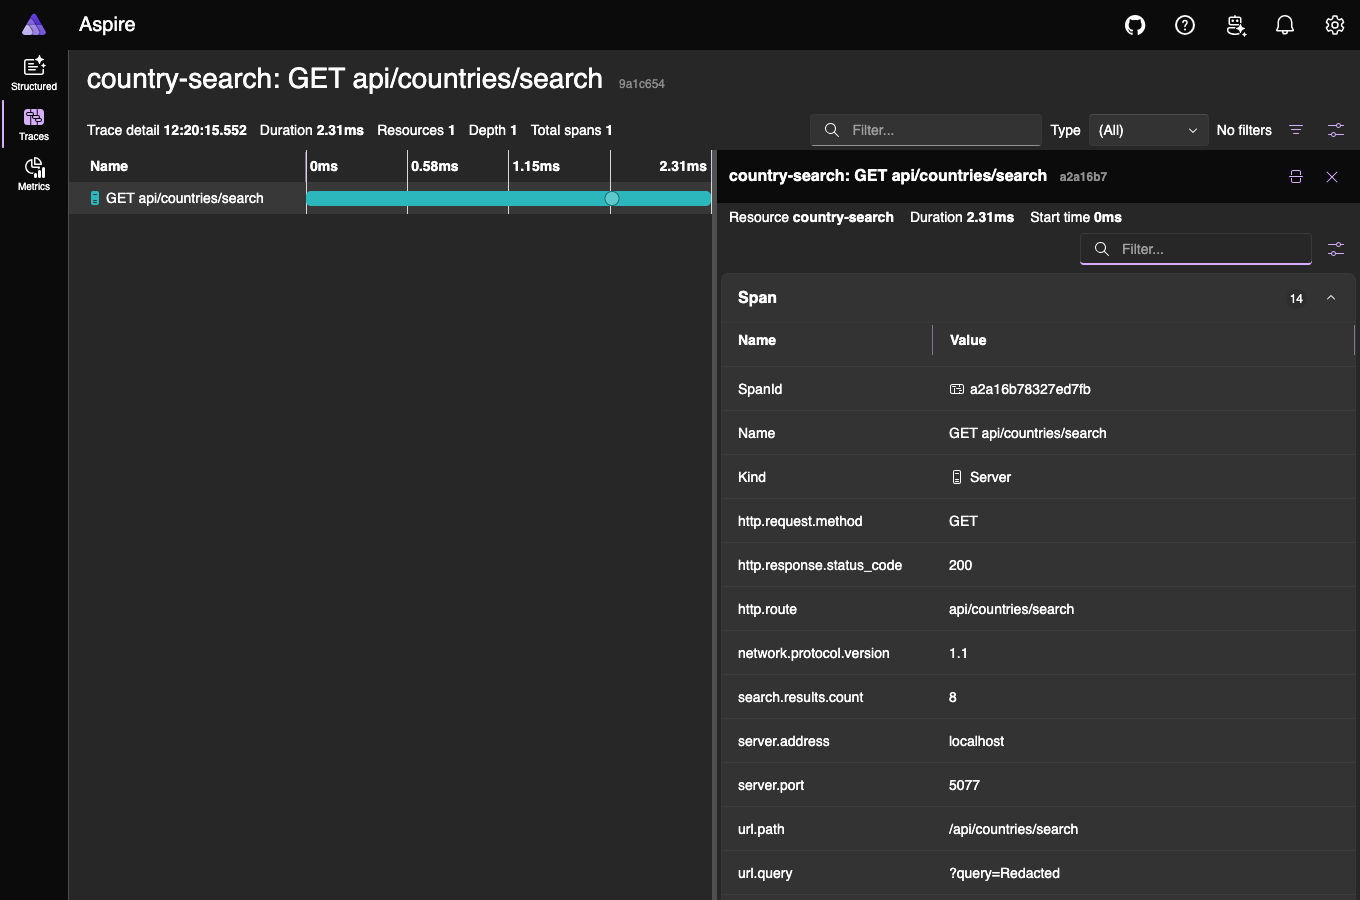 Aspire
Structured
Traces
Metrics
country-search: GET api/countries/search 9a1c654
Trace detail 12:20:15.552 Duration 2.31ms Resources 1 Depth 1 Total spans 1
Filter... Type (All) No filters
Name 0ms 0.58ms 1.15ms 2.31ms
GET api/countries/search
country-search: GET api/countries/search a2a16b7
Resource country-search Duration 2.31ms Start time 0ms
Filter...
Span 14
Name Value
SpanId a2a16b78327ed7fb
Name GET api/countries/search
Kind Server
http.request.method GET
http.response.status_code 200
http.route api/countries/search
network.protocol.version 1.1
search.results.count 8
server.address localhost
server.port 5077
url.path /api/countries/search
url.query ?query=Redacted